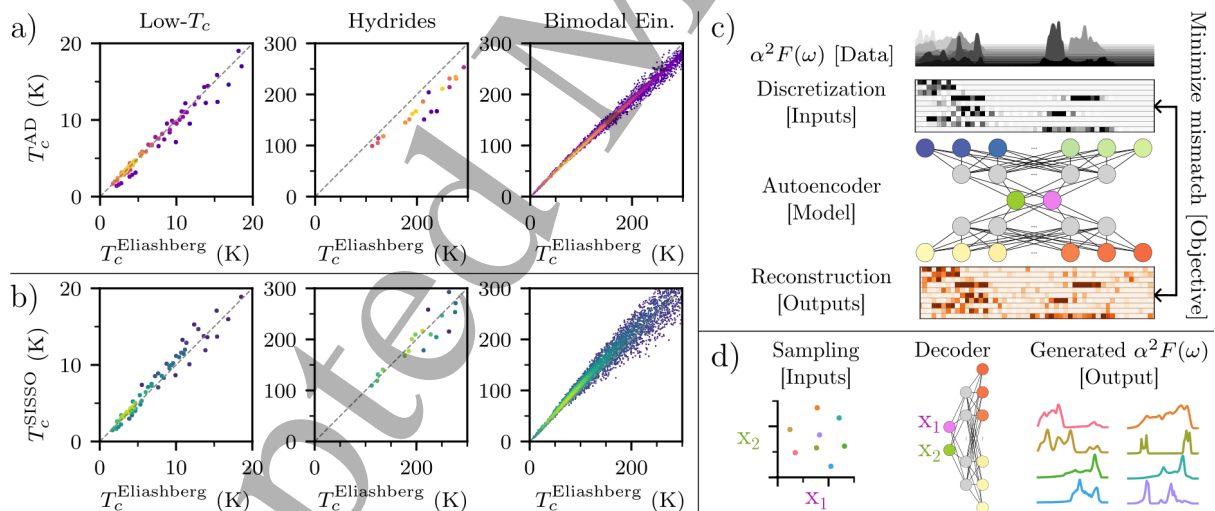 a)
Low-T_c
Hydrides
Bimodal Ein.
T_c^AD (K)
20
10
0
0 10 20
T_c^Eliashberg (K)
300
200
100
0
0 200
T_c^Eliashberg (K)
300
200
100
0
0 200
T_c^Eliashberg (K)
b)
T_c^SISSO (K)
20
10
0
0 10 20
T_c^Eliashberg (K)
300
200
100
0
0 200
T_c^Eliashberg (K)
300
200
100
0
0 200
T_c^Eliashberg (K)
c)
α²F(ω) [Data]
Discretization
[Inputs]
...
Autoencoder
[Model]
...
Reconstruction
[Outputs]
Minimize mismatch [Objective]
d)
Sampling
[Inputs]
x₂
x₁
Decoder
x₁
x₂
Generated α²F(ω)
[Output]
pted M